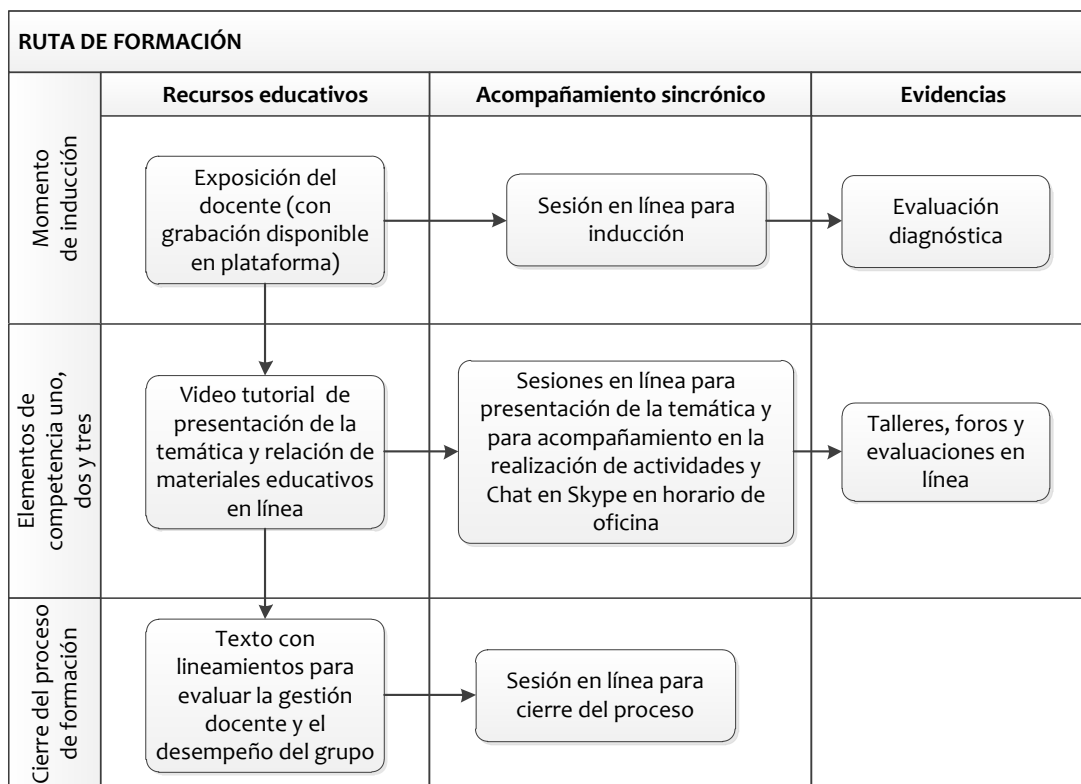 RUTA DE FORMACIÓN
Recursos educativos
Acompañamiento sincrónico
Evidencias
Momento
de inducción
Exposición del
docente (con
grabación disponible
en plataforma)
Sesión en línea para
inducción
Evaluación
diagnóstica
Elementos de
competencia uno,
dos y tres
Video tutorial de
presentación de la
temática y relación de
materiales educativos
en línea
Sesiones en línea para
presentación de la temática y
para acompañamiento en la
realización de actividades y
Chat en Skype en horario de
oficina
Talleres, foros y
evaluaciones en
línea
Cierre del proceso
de formación
Texto con
lineamientos para
evaluar la gestión
docente y el
desempeño del grupo
Sesión en línea para
cierre del proceso